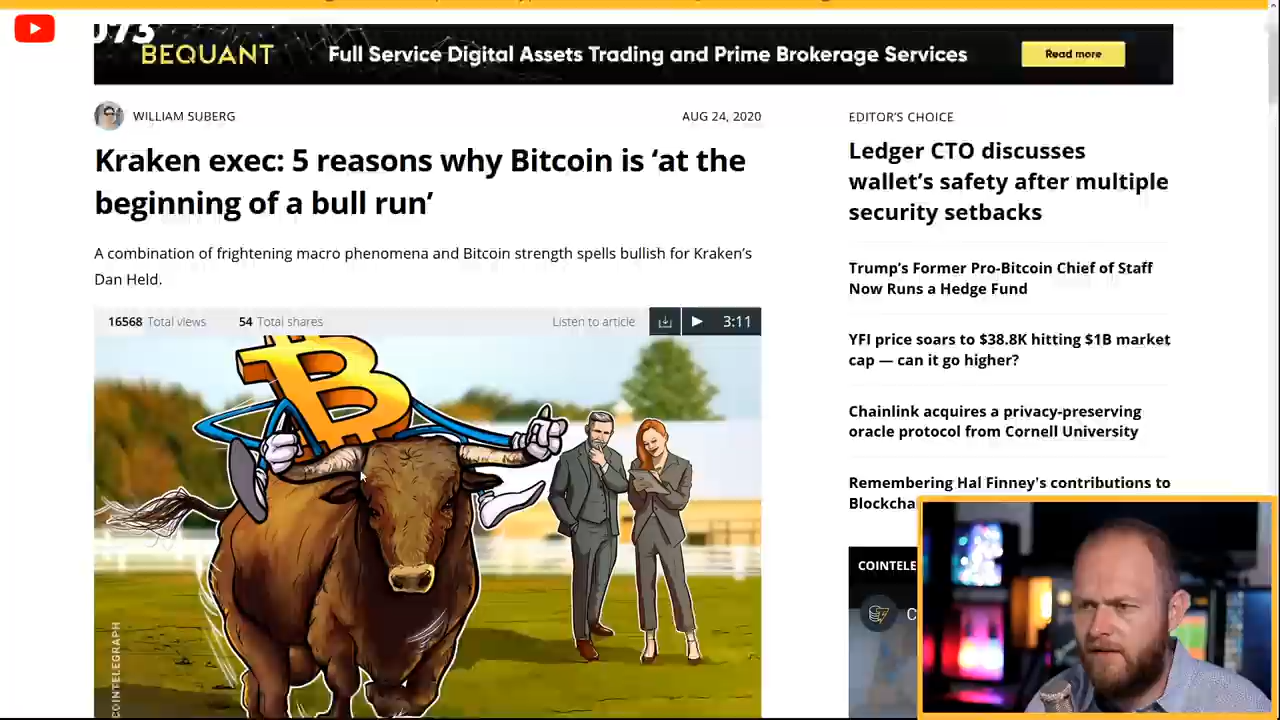 BEQUANT
Full Service Digital Assets Trading and Prime Brokerage Services
Read more
WILLIAM SUBERG
AUG 24, 2020
Kraken exec: 5 reasons why Bitcoin is ‘at the
beginning of a bull run’
A combination of frightening macro phenomena and Bitcoin strength spells bullish for Kraken’s
Dan Held.
16568 Total views
54 Total shares
Listen to article
3:11
COINTELEGRAPH
EDITOR’S CHOICE
Ledger CTO discusses
wallet’s safety after multiple
security setbacks
Trump’s Former Pro-Bitcoin Chief of Staff
Now Runs a Hedge Fund
YFI price soars to $38.8K hitting $1B market
cap — can it go higher?
Chainlink acquires a privacy-preserving
oracle protocol from Cornell University
Remembering Hal Finney's contributions to